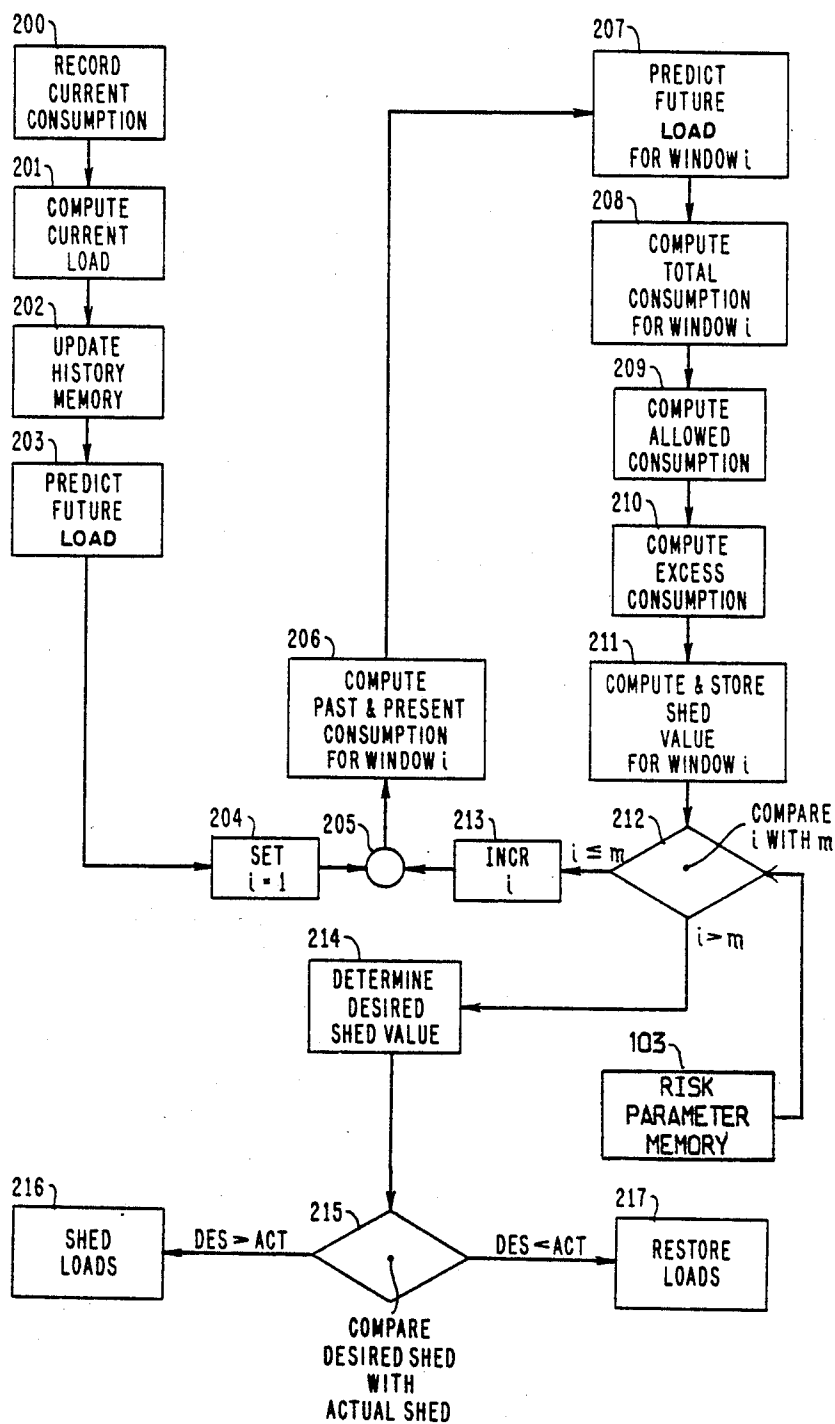 200
RECORD
CURRENT
CONSUMPTION
201
COMPUTE
CURRENT
LOAD
202
UPDATE
HISTORY
MEMORY
203
PREDICT
FUTURE
LOAD
204
SET
i = 1
205
206
COMPUTE
PAST & PRESENT
CONSUMPTION
FOR WINDOW i
207
PREDICT
FUTURE
LOAD
FOR WINDOW i
208
COMPUTE
TOTAL
CONSUMPTION
FOR WINDOW i
209
COMPUTE
ALLOWED
CONSUMPTION
210
COMPUTE
EXCESS
CONSUMPTION
211
COMPUTE & STORE
SHED
VALUE
FOR WINDOW i
212
COMPARE
i WITH m
i ≤ m
213
INCR
i
i > m
103
RISK
PARAMETER
MEMORY
214
DETERMINE
DESIRED
SHED VALUE
215
COMPARE
DESIRED SHED
WITH
ACTUAL SHED
DES > ACT
216
SHED
LOADS
DES < ACT
217
RESTORE
LOADS